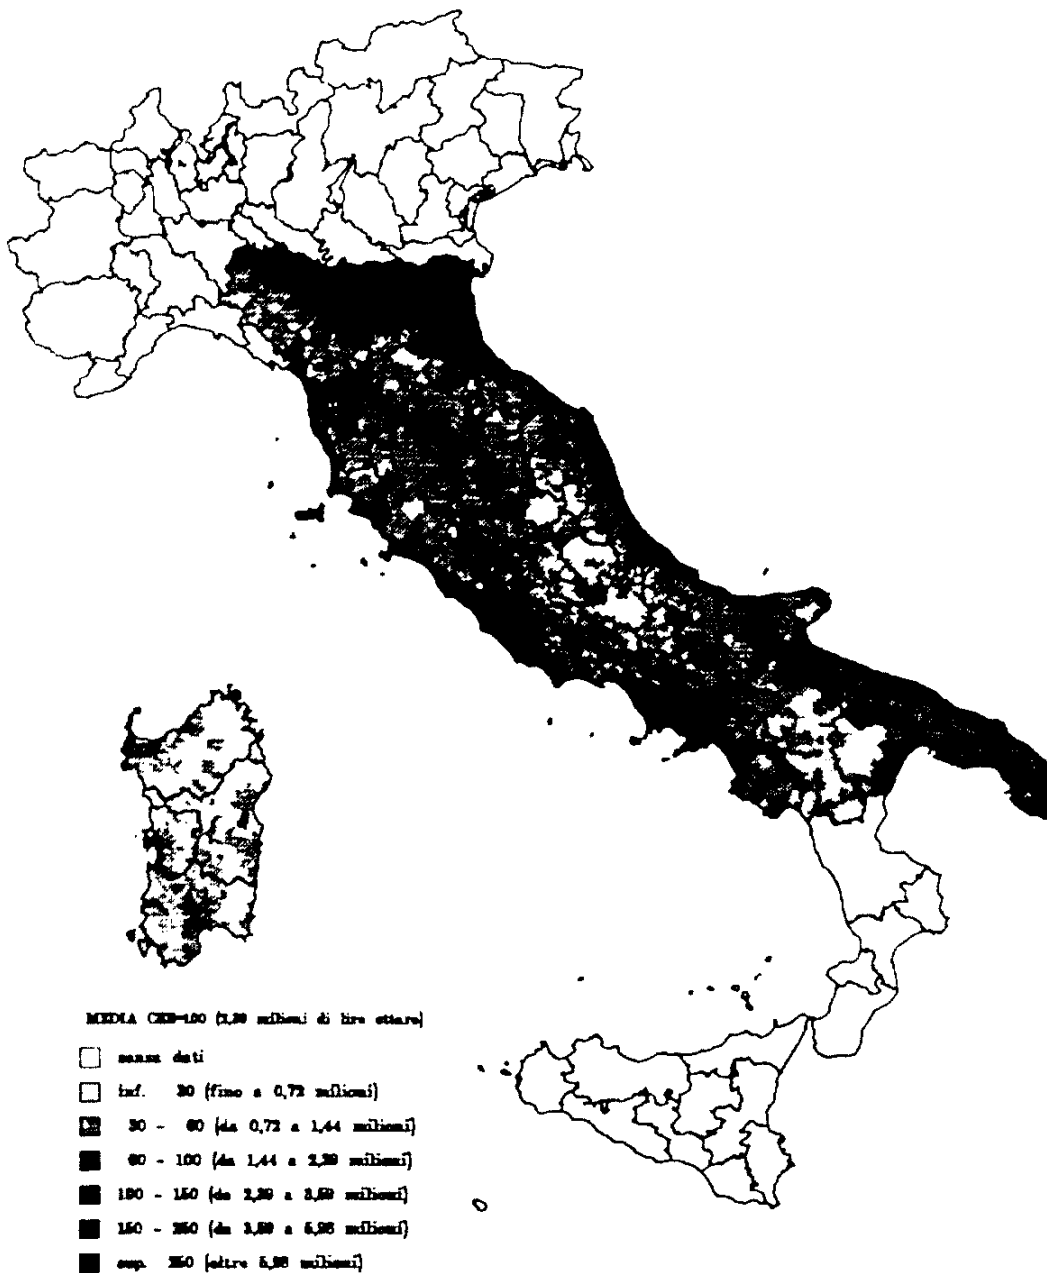 MEDIA CEE=100 (2,39 milioni di lire ettaro)
senza dati
inf. 30 (fino a 0,72 milioni)
30 - 60 (da 0,72 a 1,44 milioni)
60 - 100 (da 1,44 a 2,39 milioni)
100 - 150 (da 2,39 a 3,59 milioni)
150 - 250 (da 3,59 a 5,98 milioni)
sup. 250 (oltre 5,98 milioni)